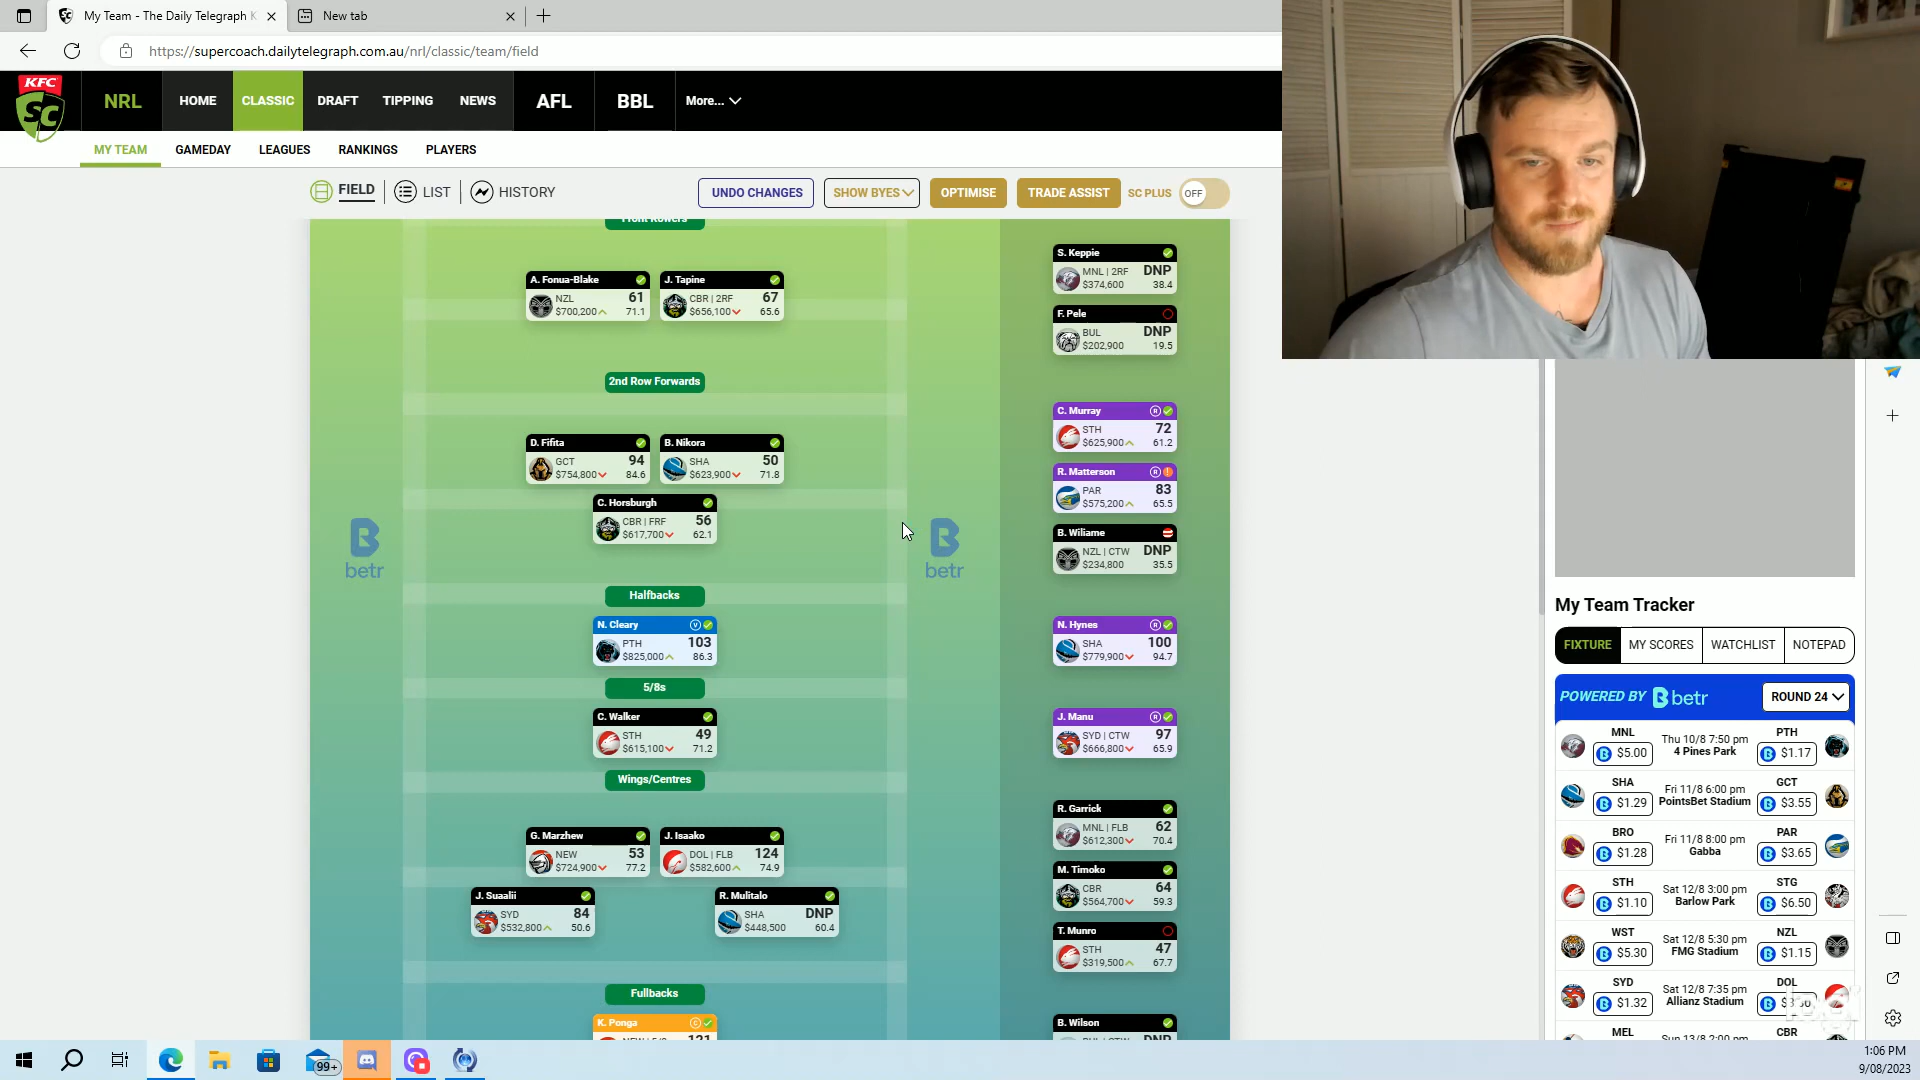 My Team - The Daily Telegraph K
New tab
https://supercoach.dailytelegraph.com.au/nrl/classic/team/field
KFC
SC
NRL
HOME
CLASSIC
DRAFT
TIPPING
NEWS
AFL
BBL
More...
MY TEAM
GAMEDAY
LEAGUES
RANKINGS
PLAYERS
FIELD
LIST
HISTORY
UNDO CHANGES
SHOW BYES
OPTIMISE
TRADE ASSIST
SC PLUS
OFF
Front Rowers
A. Fonua-Blake
NZL 61
$700,200 71.1
J. Tapine
CBR | 2RF 67
$656,100 65.6
2nd Row Forwards
D. Fifita
GCT 94
$754,800 84.6
B. Nikora
SHA 50
$623,900 71.8
C. Horsburgh
CBR | FRF 56
$617,700 62.1
betr
betr
Halfbacks
N. Cleary V
PTH 103
$825,000 86.3
5/8s
C. Walker
STH 49
$615,100 71.2
Wings/Centres
G. Marzhew
NEW 53
$724,900 77.2
J. Isaako
DOL | FLB 124
$582,600 74.9
J. Suaalii
SYD 84
$532,800 50.6
R. Mulitalo
SHA DNP
$448,500 60.4
Fullbacks
K. Ponga C
S. Keppie
MNL | 2RF DNP
$374,600 38.4
F. Pele
BUL DNP
$202,900 19.5
C. Murray R
STH 72
$625,900 61.2
R. Matterson R !
PAR 83
$575,200 65.5
B. Wiliame
NZL | CTW DNP
$234,800 35.5
N. Hynes R
SHA 100
$779,900 94.7
J. Manu R
SYD | CTW 97
$666,800 65.9
R. Garrick
MNL | FLB 62
$612,300 70.4
M. Timoko
CBR 64
$564,700 59.3
T. Munro
STH 47
$319,500 67.7
B. Wilson
My Team Tracker
FIXTURE
MY SCORES
WATCHLIST
NOTEPAD
POWERED BY betr
ROUND 24
MNL Thu 10/8 7:50 pm PTH
$5.00 4 Pines Park $1.17
SHA Fri 11/8 6:00 pm GCT
$1.29 PointsBet Stadium $3.55
BRO Fri 11/8 8:00 pm PAR
$1.28 Gabba $3.65
STH Sat 12/8 3:00 pm STG
$1.10 Barlow Park $6.50
WST Sat 12/8 5:30 pm NZL
$5.30 FMG Stadium $1.15
SYD Sat 12/8 7:35 pm DOL
$1.32 Allianz Stadium
MEL Sun 13/8 2:00 pm CBR
99+
1:06 PM
9/08/2023